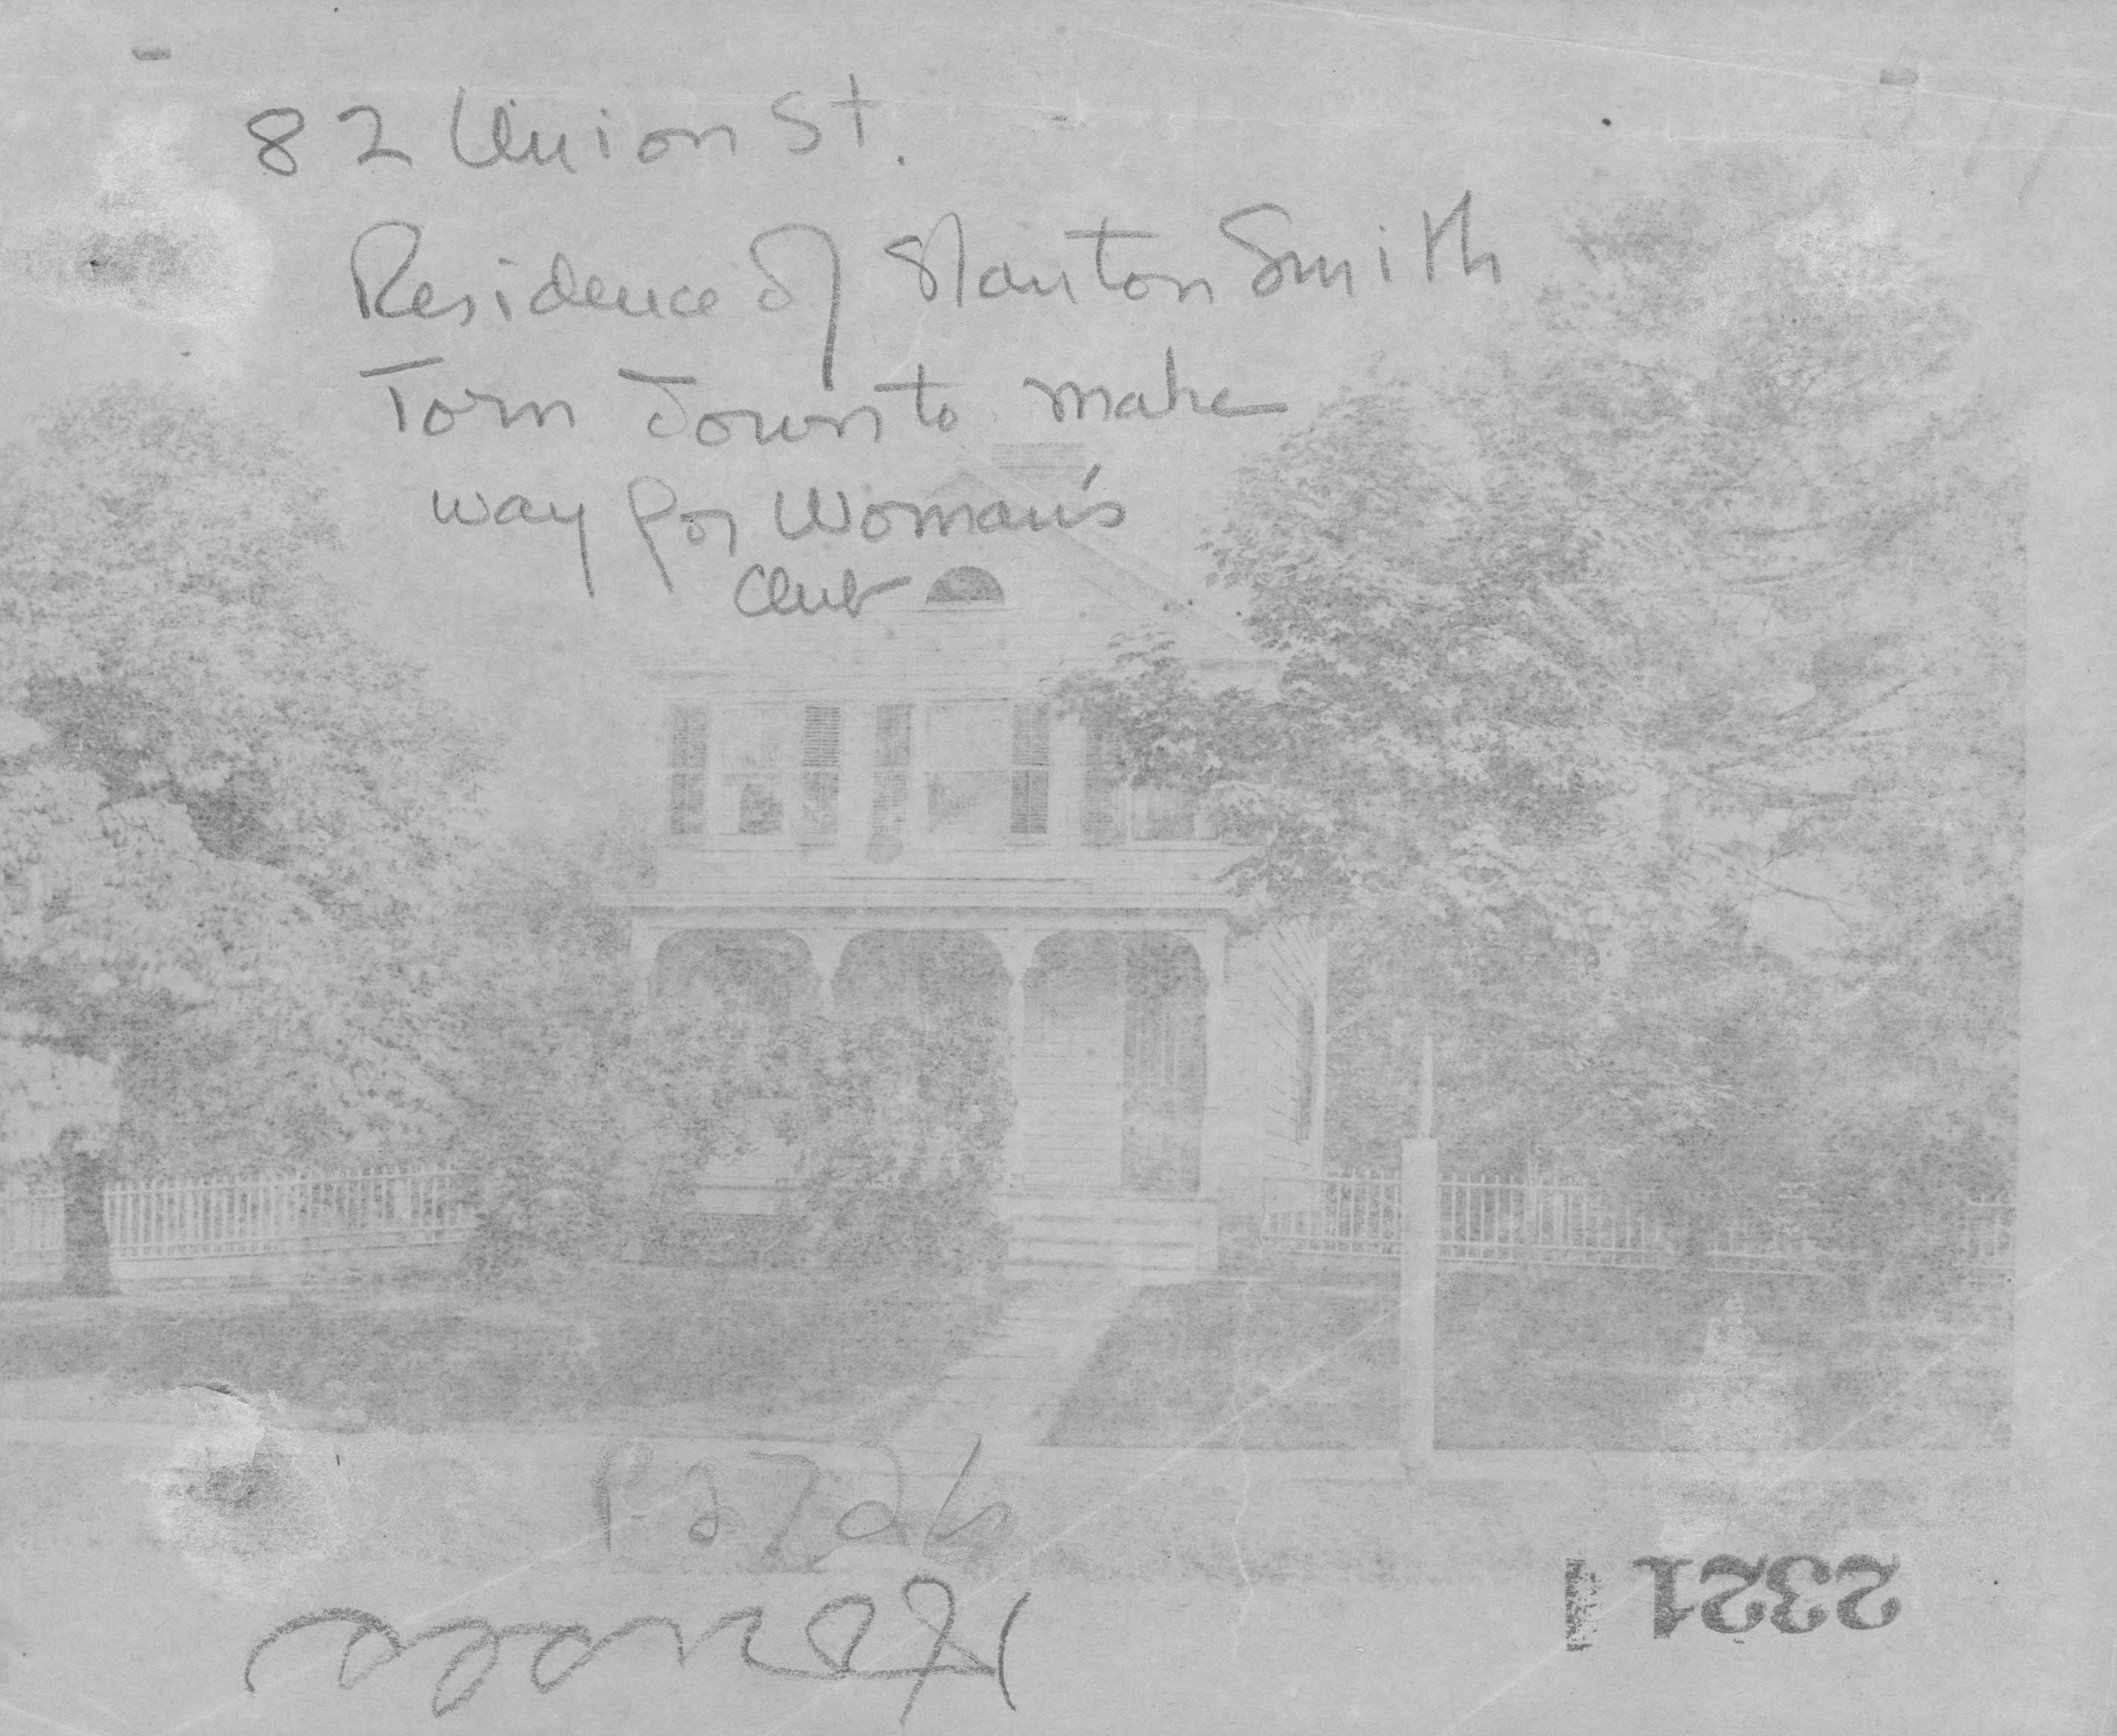 82 Union St.
Residence of Stanton Smith
Torn down to make
way for Woman's
Club
2321